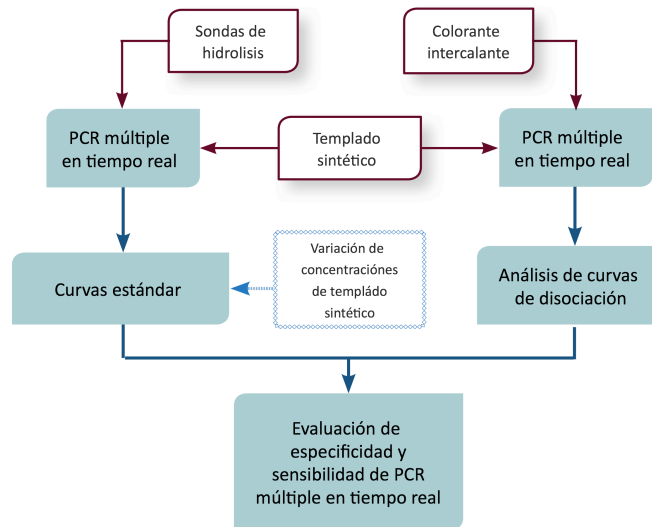 Sondas de
hidrolisis
Colorante
intercalante
PCR múltiple
en tiempo real
Templado
sintético
PCR múltiple
en tiempo real
Curvas estándar
Variación de
concentraciónes
de templádo
sintético
Análisis de curvas
de disociación
Evaluación de
especificidad y
sensibilidad de PCR
múltiple en tiempo real